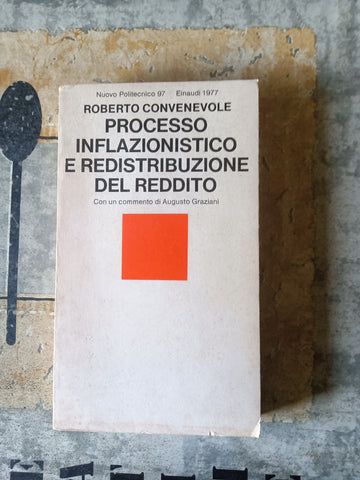 Nuovo Politecnico 97 Einaudi 1977
ROBERTO CONVENEVOLE
PROCESSO
INFLAZIONISTICO
E REDISTRIBUZIONE
DEL REDDITO
Con un commento di Augusto Graziani